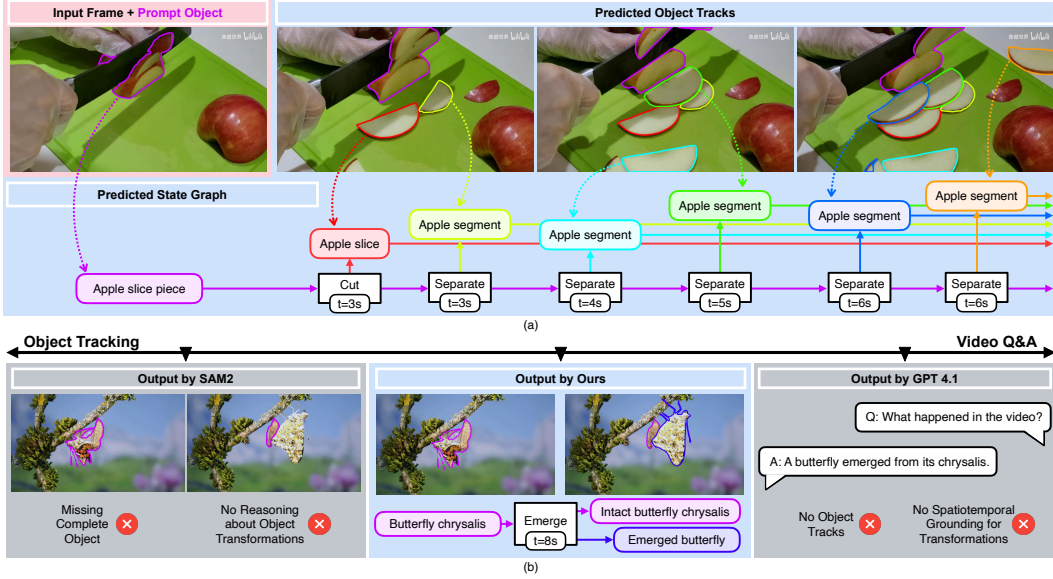 Input Frame + Prompt Object
Predicted Object Tracks
Predicted State Graph
Apple segment
Apple segment
Apple segment
Apple segment
Apple segment
Apple slice
Apple slice piece
Cut
t=3s
Separate
t=3s
Separate
t=4s
Separate
t=5s
Separate
t=6s
Separate
t=6s
(a)
Object Tracking
Video Q&A
Output by SAM2
Output by Ours
Output by GPT 4.1
Q: What happened in the video?
A: A butterfly emerged from its chrysalis.
Missing
Complete
Object
No Reasoning
about Object
Transformations
Butterfly chrysalis
Emerge
t=8s
Intact butterfly chrysalis
Emerged butterfly
No Object
Tracks
No Spatiotemporal
Grounding for
Transformations
(b)